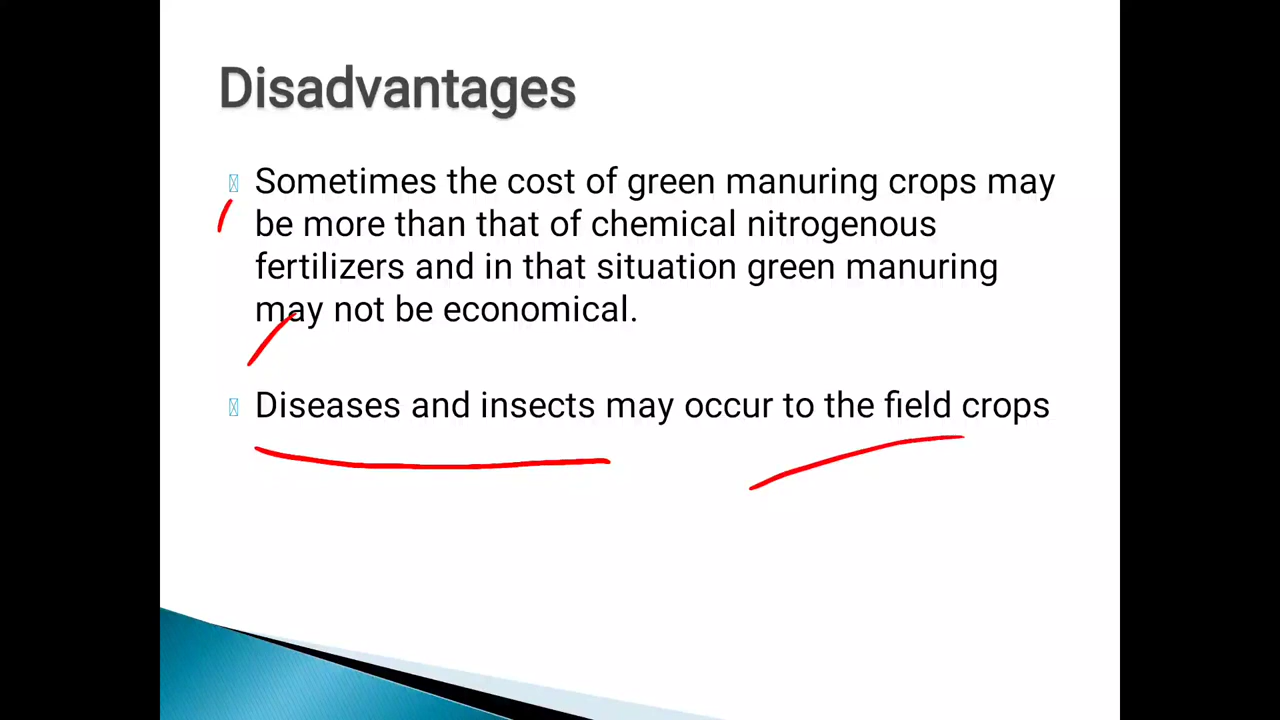 Disadvantages
Sometimes the cost of green manuring crops may
be more than that of chemical nitrogenous
fertilizers and in that situation green manuring
may not be economical.
Diseases and insects may occur to the field crops